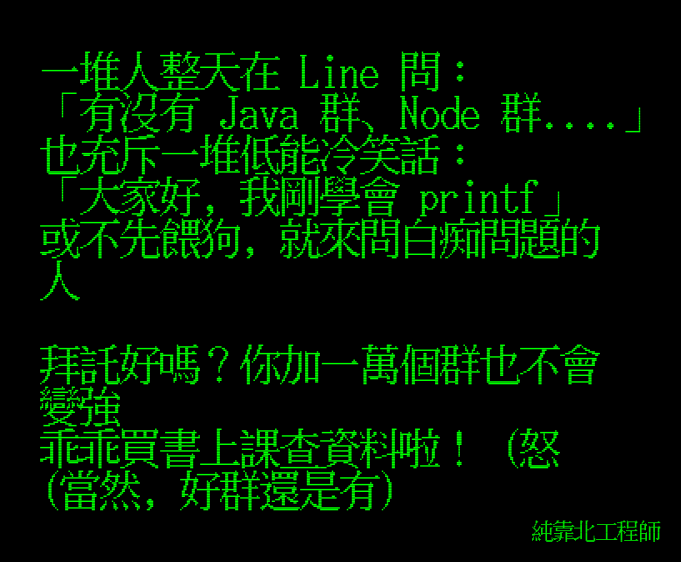 一堆人整天在 Line 問：
「有沒有 Java 群、Node 群....」
也充斥一堆低能冷笑話：
「大家好, 我剛學會 printf」
或不先餵狗, 就來問白痴問題的
人
拜託好嗎？你加一萬個群也不會
變強
乖乖買書上課查資料啦！ (怒
(當然, 好群還是有)
純靠北工程師